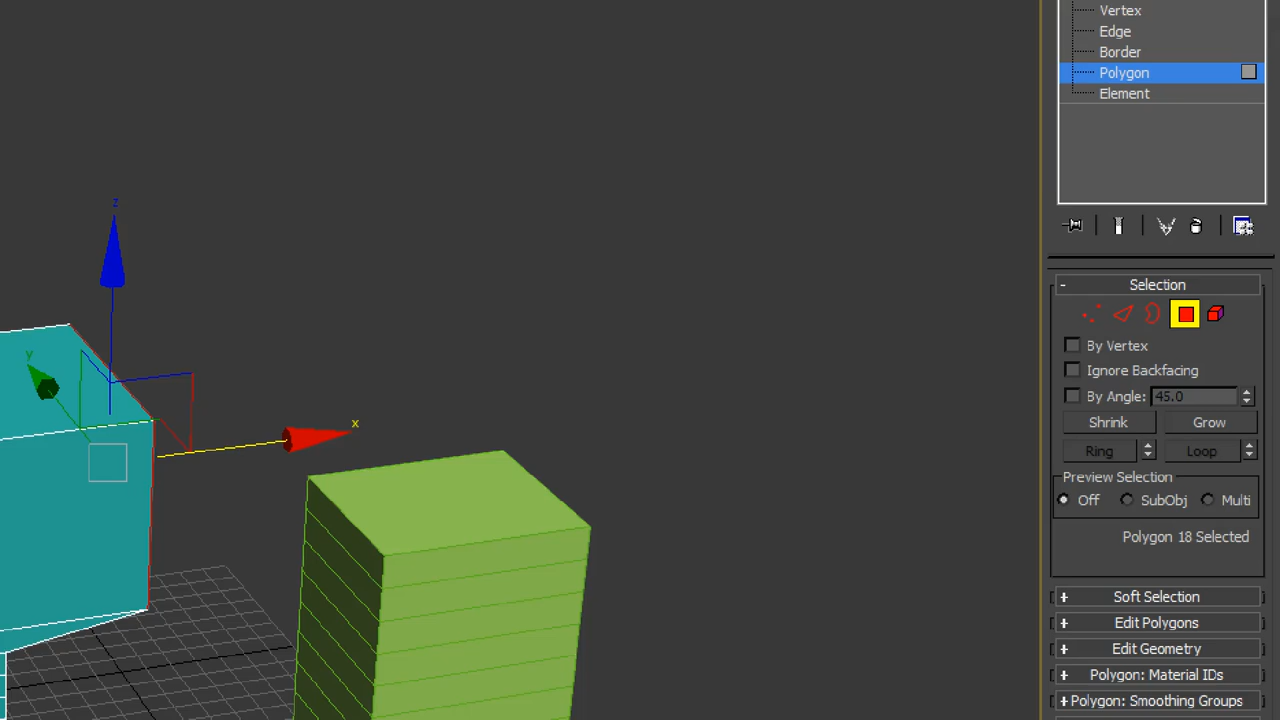 Vertex
Edge
Border
Polygon
Element
z
- Selection
y
By Vertex
Ignore Backfacing
x
By Angle: 45.0
Shrink Grow
Ring Loop
Preview Selection
Off SubObj Multi
Polygon 18 Selected
+ Soft Selection
+ Edit Polygons
+ Edit Geometry
+ Polygon: Material IDs
+ Polygon: Smoothing Groups